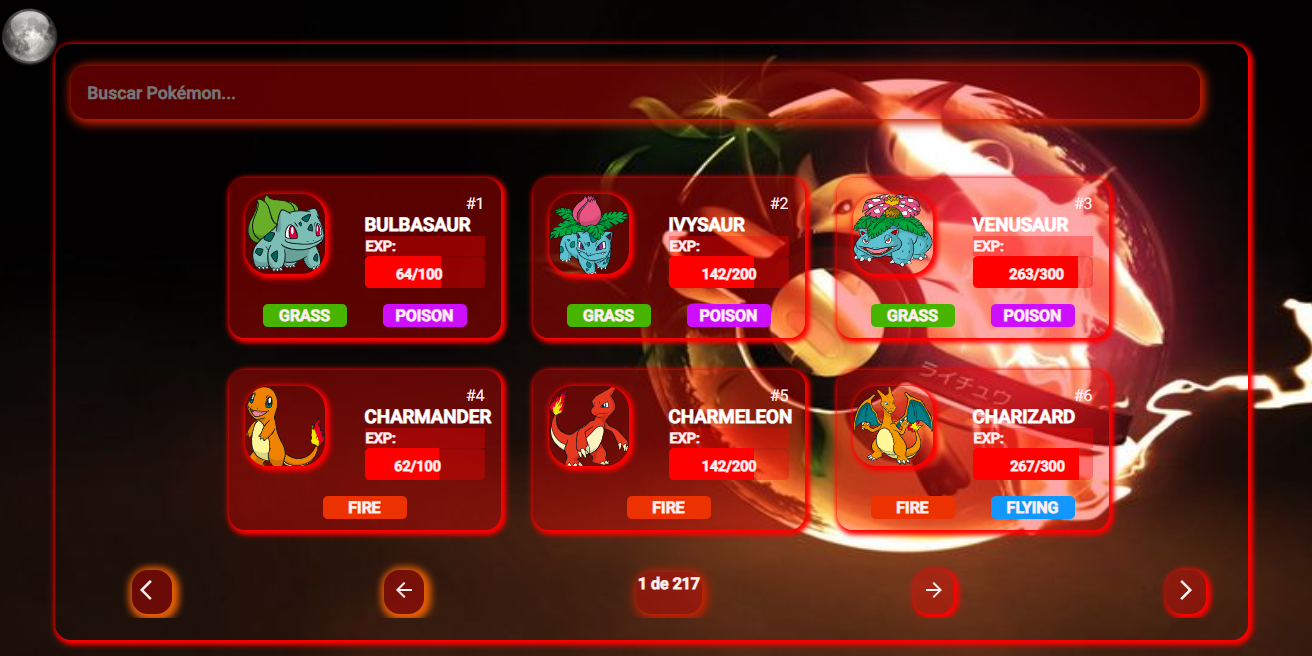 Buscar Pokémon...
#1
BULBASAUR
EXP:
64/100
GRASS POISON
#2
IVYSAUR
EXP:
142/200
GRASS POISON
#3
VENUSAUR
EXP:
263/300
GRASS POISON
#4
CHARMANDER
EXP:
62/100
FIRE
#5
CHARMELEON
EXP:
142/200
FIRE
#6
CHARIZARD
EXP:
267/300
FIRE FLYING
ライチュウ
1 de 217